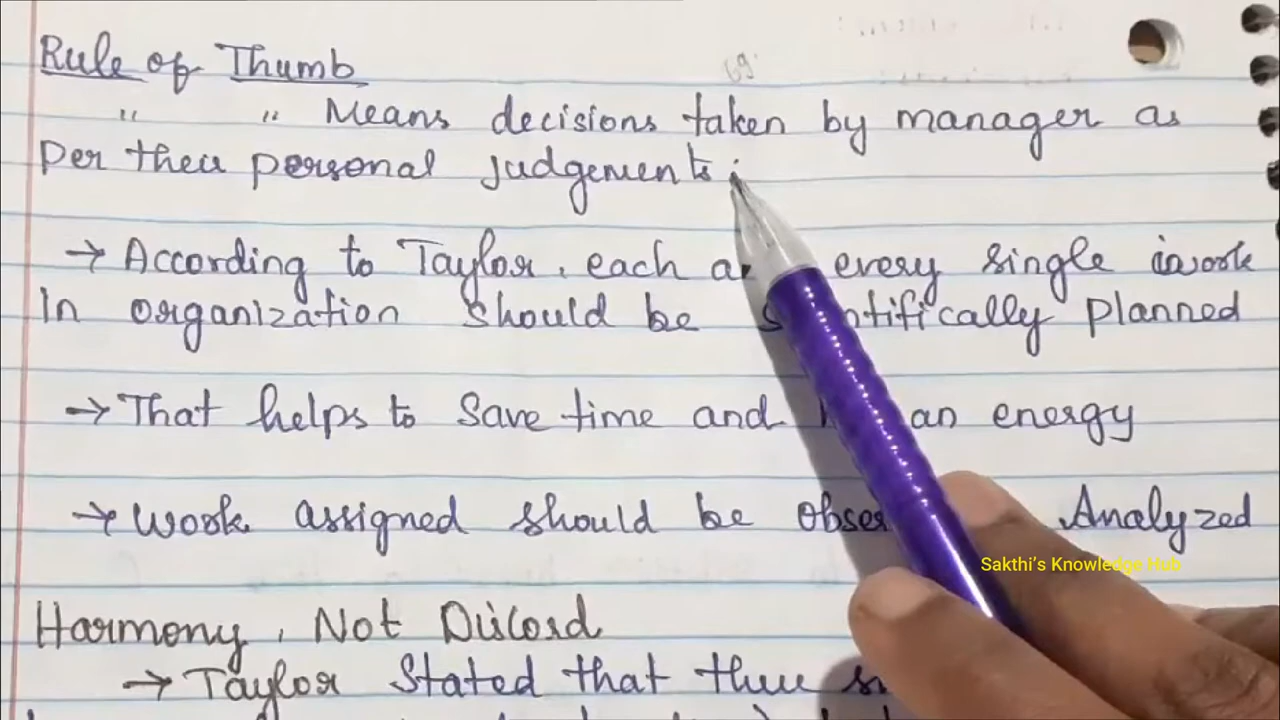 Rule of Thumb
" " Means decisions taken by manager as
Per their personal judgements.
→ According to Taylor, each every single work
In organization should be planned
→ That helps to Save time and an energy
→ Work assigned should be Analyzed
Sakthi's Knowledge Hub
Harmony, Not Discord
→ Taylor Stated that